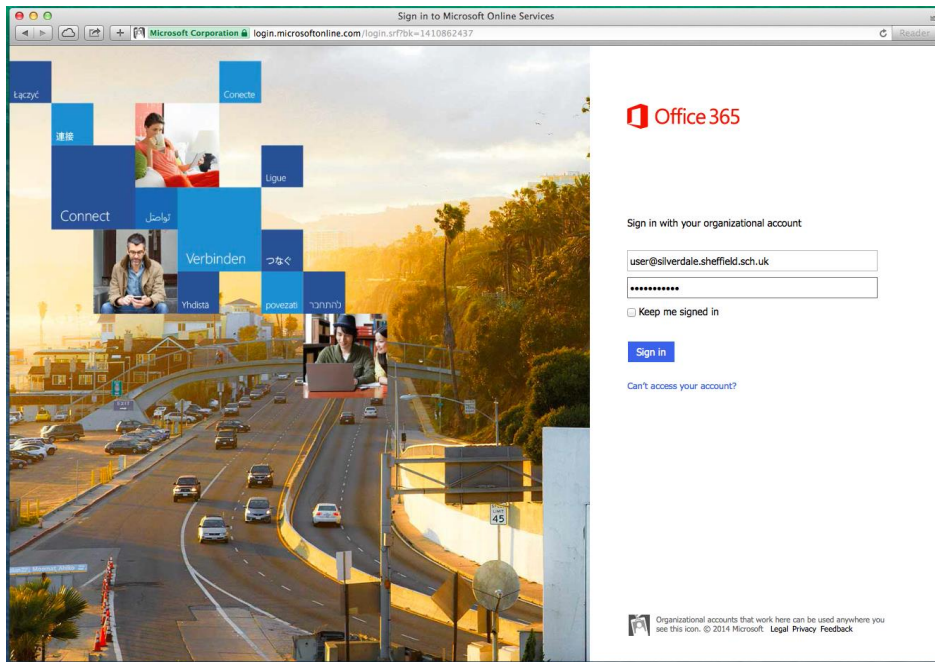 Sign in to Microsoft Online Services
Microsoft Corporation login.microsoftonline.com/login.srf?bk=1410862437
Reader
Łączyć
Conecte
連接
Ligue
Connect
تواصل
Verbinden
つなぐ
Yhdistä
povezati
להתחבר
Office 365
Sign in with your organizational account
user@silverdale.sheffield.sch.uk
•••••••••••
Keep me signed in
Sign in
Can't access your account?
LIMIT
45
Organizational accounts that work here can be used anywhere you
see this icon. © 2014 Microsoft Legal Privacy Feedback